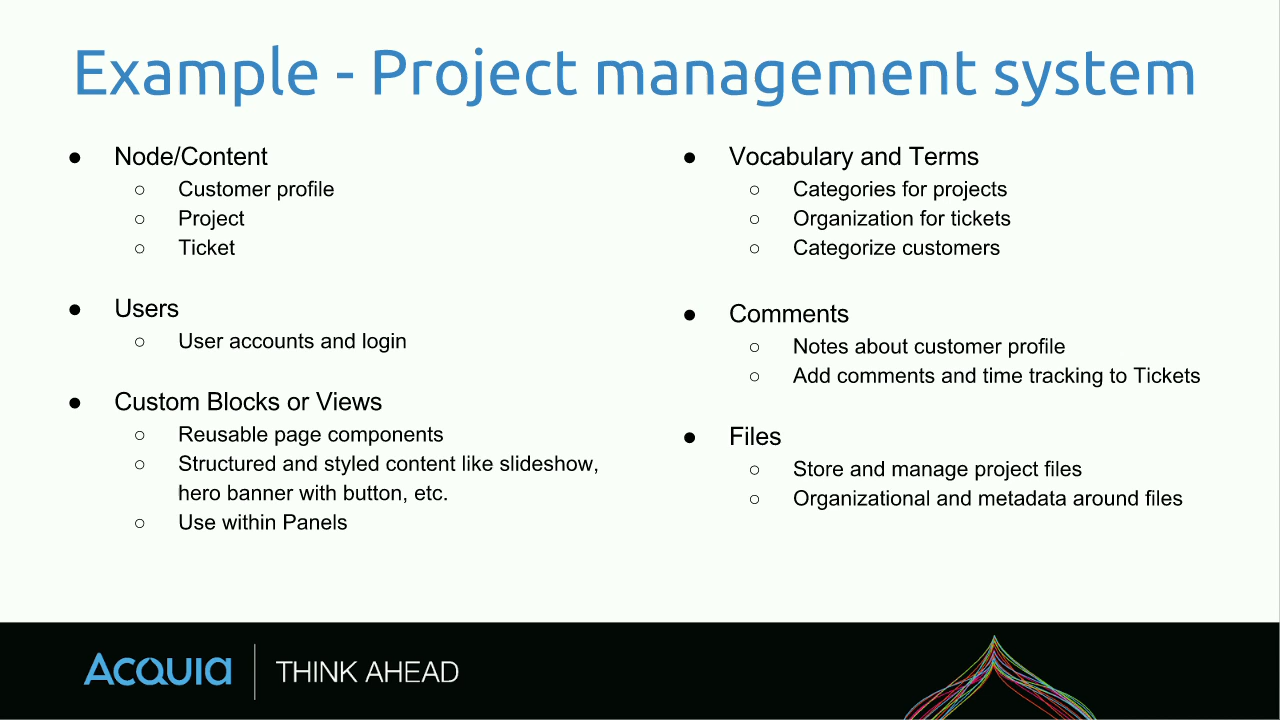 Example - Project management system
● Node/Content
○ Customer profile
○ Project
○ Ticket
● Users
○ User accounts and login
● Custom Blocks or Views
○ Reusable page components
○ Structured and styled content like slideshow,
hero banner with button, etc.
○ Use within Panels
● Vocabulary and Terms
○ Categories for projects
○ Organization for tickets
○ Categorize customers
● Comments
○ Notes about customer profile
○ Add comments and time tracking to Tickets
● Files
○ Store and manage project files
○ Organizational and metadata around files
ACQUIA | THINK AHEAD